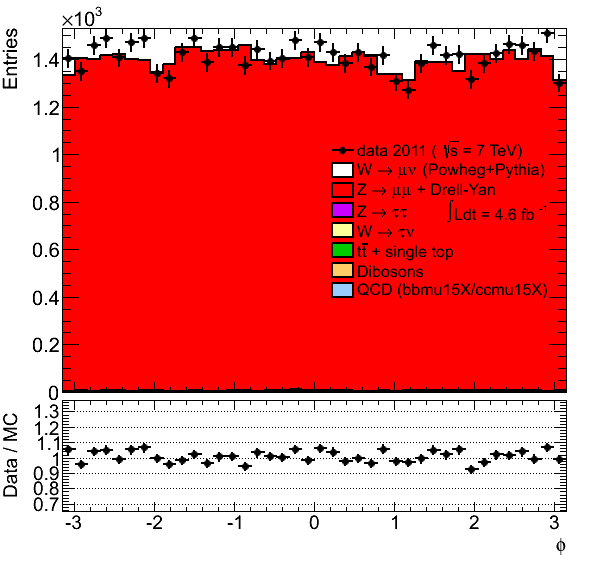 ×10³
Entries
1.4
1.2
1
0.8
0.6
0.4
0.2
0
data 2011 ( √s = 7 TeV)
W → μν (Powheg+Pythia)
Z → μμ + Drell-Yan
Z → ττ ∫Ldt = 4.6 fb⁻¹
W → τν
tt̄ + single top
Dibosons
QCD (bbmu15X/ccmu15X)
Data / MC
1.3
1.2
1.1
1
0.9
0.8
0.7
-3 -2 -1 0 1 2 3
ϕ